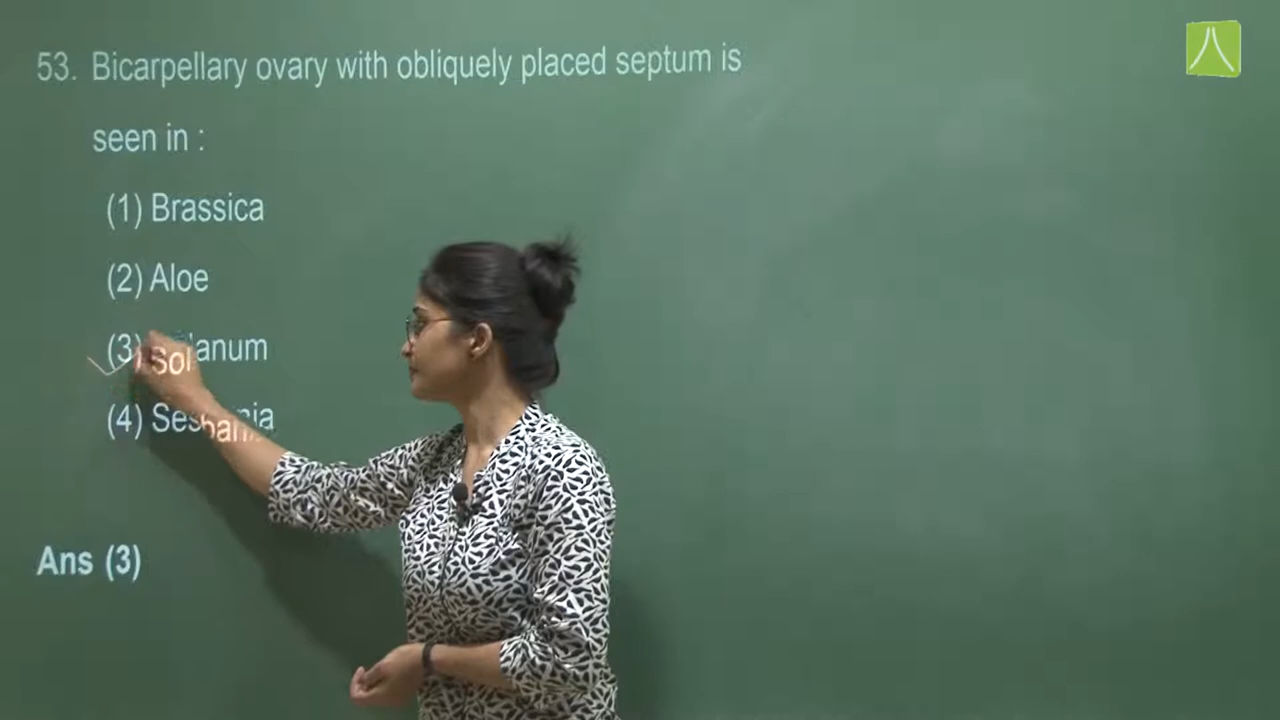 53. Bicarpellary ovary with obliquely placed septum is
seen in :
(1) Brassica
(2) Aloe
(3) Solanum
(4) Sesbania
Ans (3)